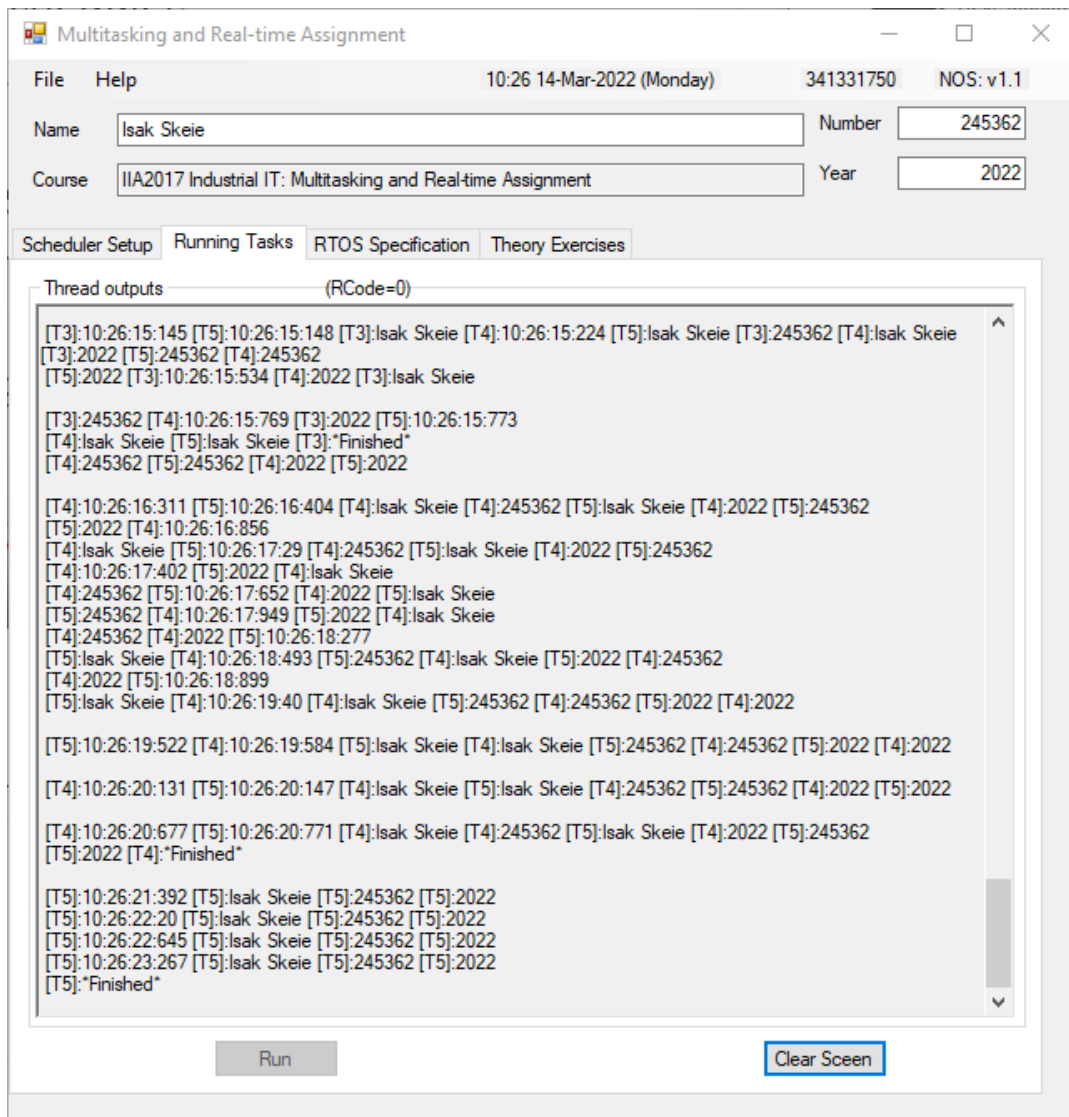 Multitasking and Real-time Assignment
File Help 10:26 14-Mar-2022 (Monday) 341331750 NOS: v1.1
Name Isak Skeie Number 245362
Course IIA2017 Industrial IT: Multitasking and Real-time Assignment Year 2022
Scheduler Setup Running Tasks RTOS Specification Theory Exercises
Thread outputs (RCode=0)
[T3]:10:26:15:145 [T5]:10:26:15:148 [T3]:Isak Skeie [T4]:10:26:15:224 [T5]:Isak Skeie [T3]:245362 [T4]:Isak Skeie
[T3]:2022 [T5]:245362 [T4]:245362
[T5]:2022 [T3]:10:26:15:534 [T4]:2022 [T3]:Isak Skeie
[T3]:245362 [T4]:10:26:15:769 [T3]:2022 [T5]:10:26:15:773
[T4]:Isak Skeie [T5]:Isak Skeie [T3]:*Finished*
[T4]:245362 [T5]:245362 [T4]:2022 [T5]:2022
[T4]:10:26:16:311 [T5]:10:26:16:404 [T4]:Isak Skeie [T4]:245362 [T5]:Isak Skeie [T4]:2022 [T5]:245362
[T5]:2022 [T4]:10:26:16:856
[T4]:Isak Skeie [T5]:10:26:17:29 [T4]:245362 [T5]:Isak Skeie [T4]:2022 [T5]:245362
[T4]:10:26:17:402 [T5]:2022 [T4]:Isak Skeie
[T4]:245362 [T5]:10:26:17:652 [T4]:2022 [T5]:Isak Skeie
[T5]:245362 [T4]:10:26:17:949 [T5]:2022 [T4]:Isak Skeie
[T4]:245362 [T4]:2022 [T5]:10:26:18:277
[T5]:Isak Skeie [T4]:10:26:18:493 [T5]:245362 [T4]:Isak Skeie [T5]:2022 [T4]:245362
[T4]:2022 [T5]:10:26:18:899
[T5]:Isak Skeie [T4]:10:26:19:40 [T4]:Isak Skeie [T5]:245362 [T4]:245362 [T5]:2022 [T4]:2022
[T5]:10:26:19:522 [T4]:10:26:19:584 [T5]:Isak Skeie [T4]:Isak Skeie [T5]:245362 [T4]:245362 [T5]:2022 [T4]:2022
[T4]:10:26:20:131 [T5]:10:26:20:147 [T4]:Isak Skeie [T5]:Isak Skeie [T4]:245362 [T5]:245362 [T4]:2022 [T5]:2022
[T4]:10:26:20:677 [T5]:10:26:20:771 [T4]:Isak Skeie [T4]:245362 [T5]:Isak Skeie [T4]:2022 [T5]:245362
[T5]:2022 [T4]:*Finished*
[T5]:10:26:21:392 [T5]:Isak Skeie [T5]:245362 [T5]:2022
[T5]:10:26:22:20 [T5]:Isak Skeie [T5]:245362 [T5]:2022
[T5]:10:26:22:645 [T5]:Isak Skeie [T5]:245362 [T5]:2022
[T5]:10:26:23:267 [T5]:Isak Skeie [T5]:245362 [T5]:2022
[T5]:*Finished*
Run Clear Sceen